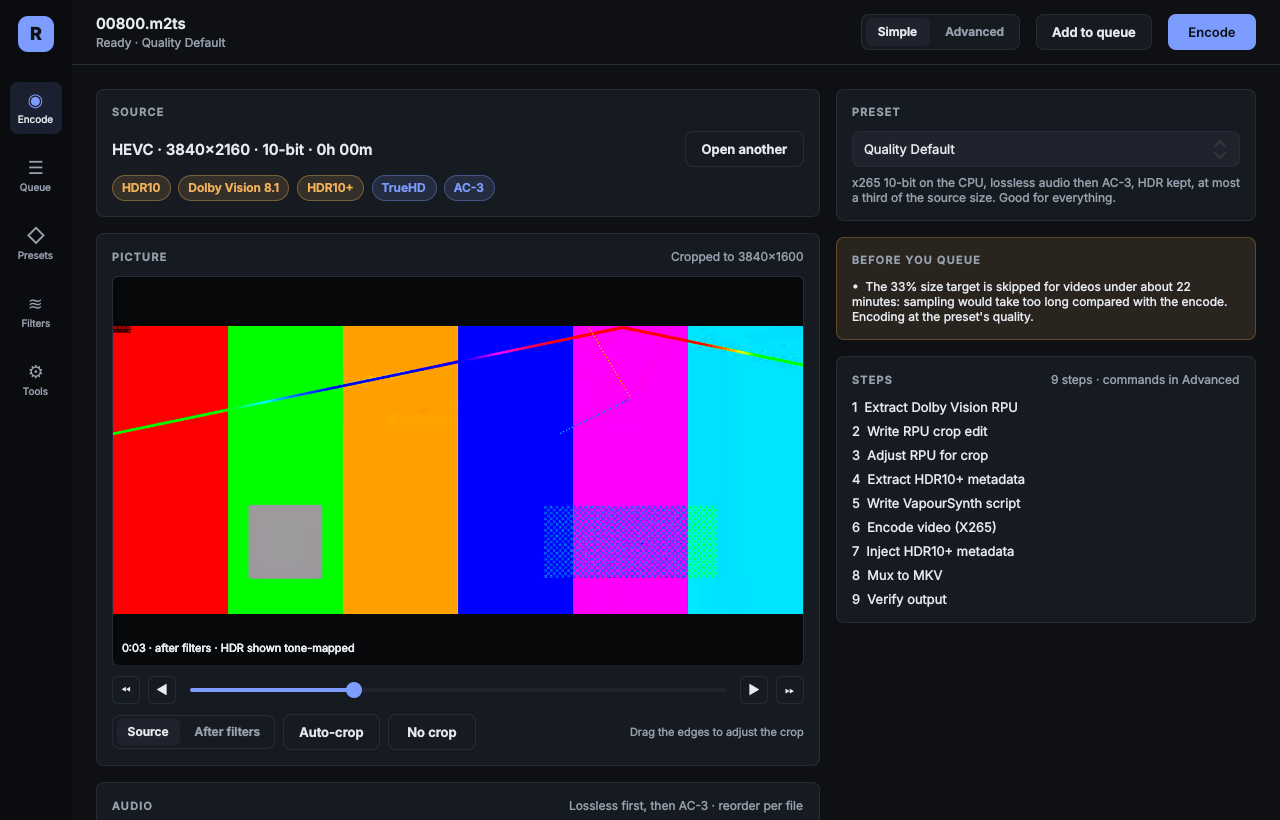 R
00800.m2ts
Ready · Quality Default
Simple
Advanced
Add to queue
Encode
Encode
Queue
Presets
Filters
Tools
SOURCE
HEVC · 3840×2160 · 10-bit · 0h 00m
Open another
HDR10
Dolby Vision 8.1
HDR10+
TrueHD
AC-3
PICTURE
Cropped to 3840×1600
0:03 · after filters · HDR shown tone-mapped
Source
After filters
Auto-crop
No crop
Drag the edges to adjust the crop
AUDIO
Lossless first, then AC-3 · reorder per file
PRESET
Quality Default
x265 10-bit on the CPU, lossless audio then AC-3, HDR kept, at most
a third of the source size. Good for everything.
BEFORE YOU QUEUE
• The 33% size target is skipped for videos under about 22
minutes: sampling would take too long compared with the encode.
Encoding at the preset's quality.
STEPS
9 steps · commands in Advanced
1 Extract Dolby Vision RPU
2 Write RPU crop edit
3 Adjust RPU for crop
4 Extract HDR10+ metadata
5 Write VapourSynth script
6 Encode video (X265)
7 Inject HDR10+ metadata
8 Mux to MKV
9 Verify output